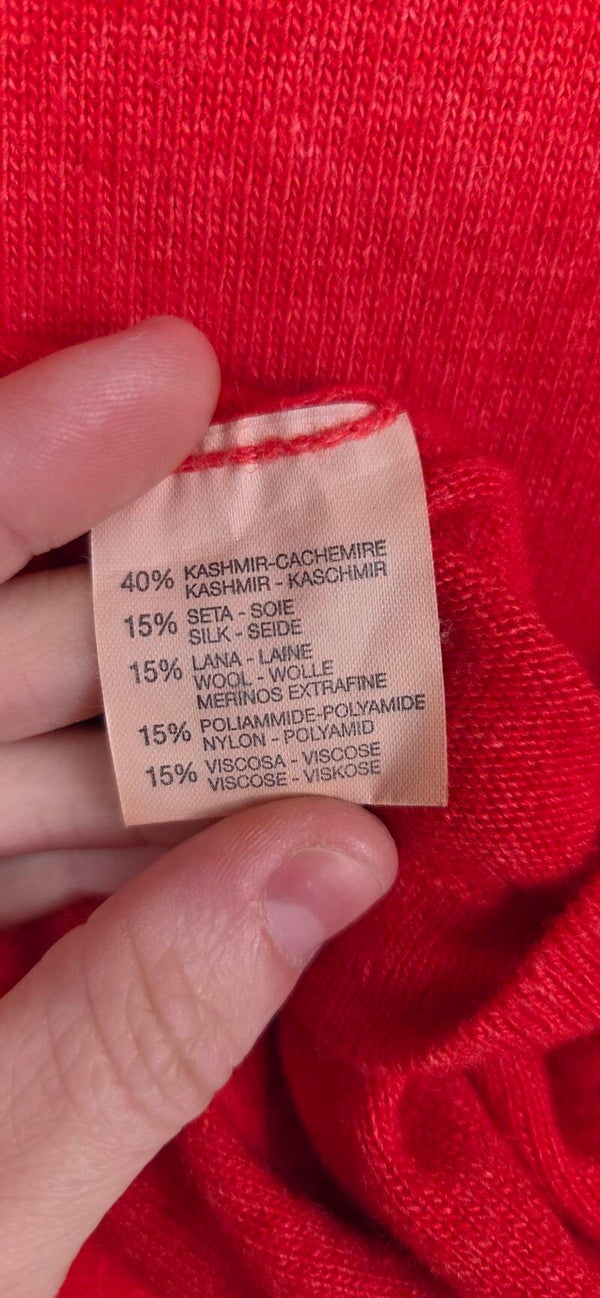 40% KASHMIR-CACHEMIRE
KASHMIR - KASCHMIR
15% SETA - SOIE
SILK - SEIDE
15% LANA - LAINE
WOOL - WOLLE
MERINOS EXTRAFINE
15% POLIAMMIDE-POLYAMIDE
NYLON - POLYAMID
15% VISCOSA - VISCOSE
VISCOSE - VISKOSE